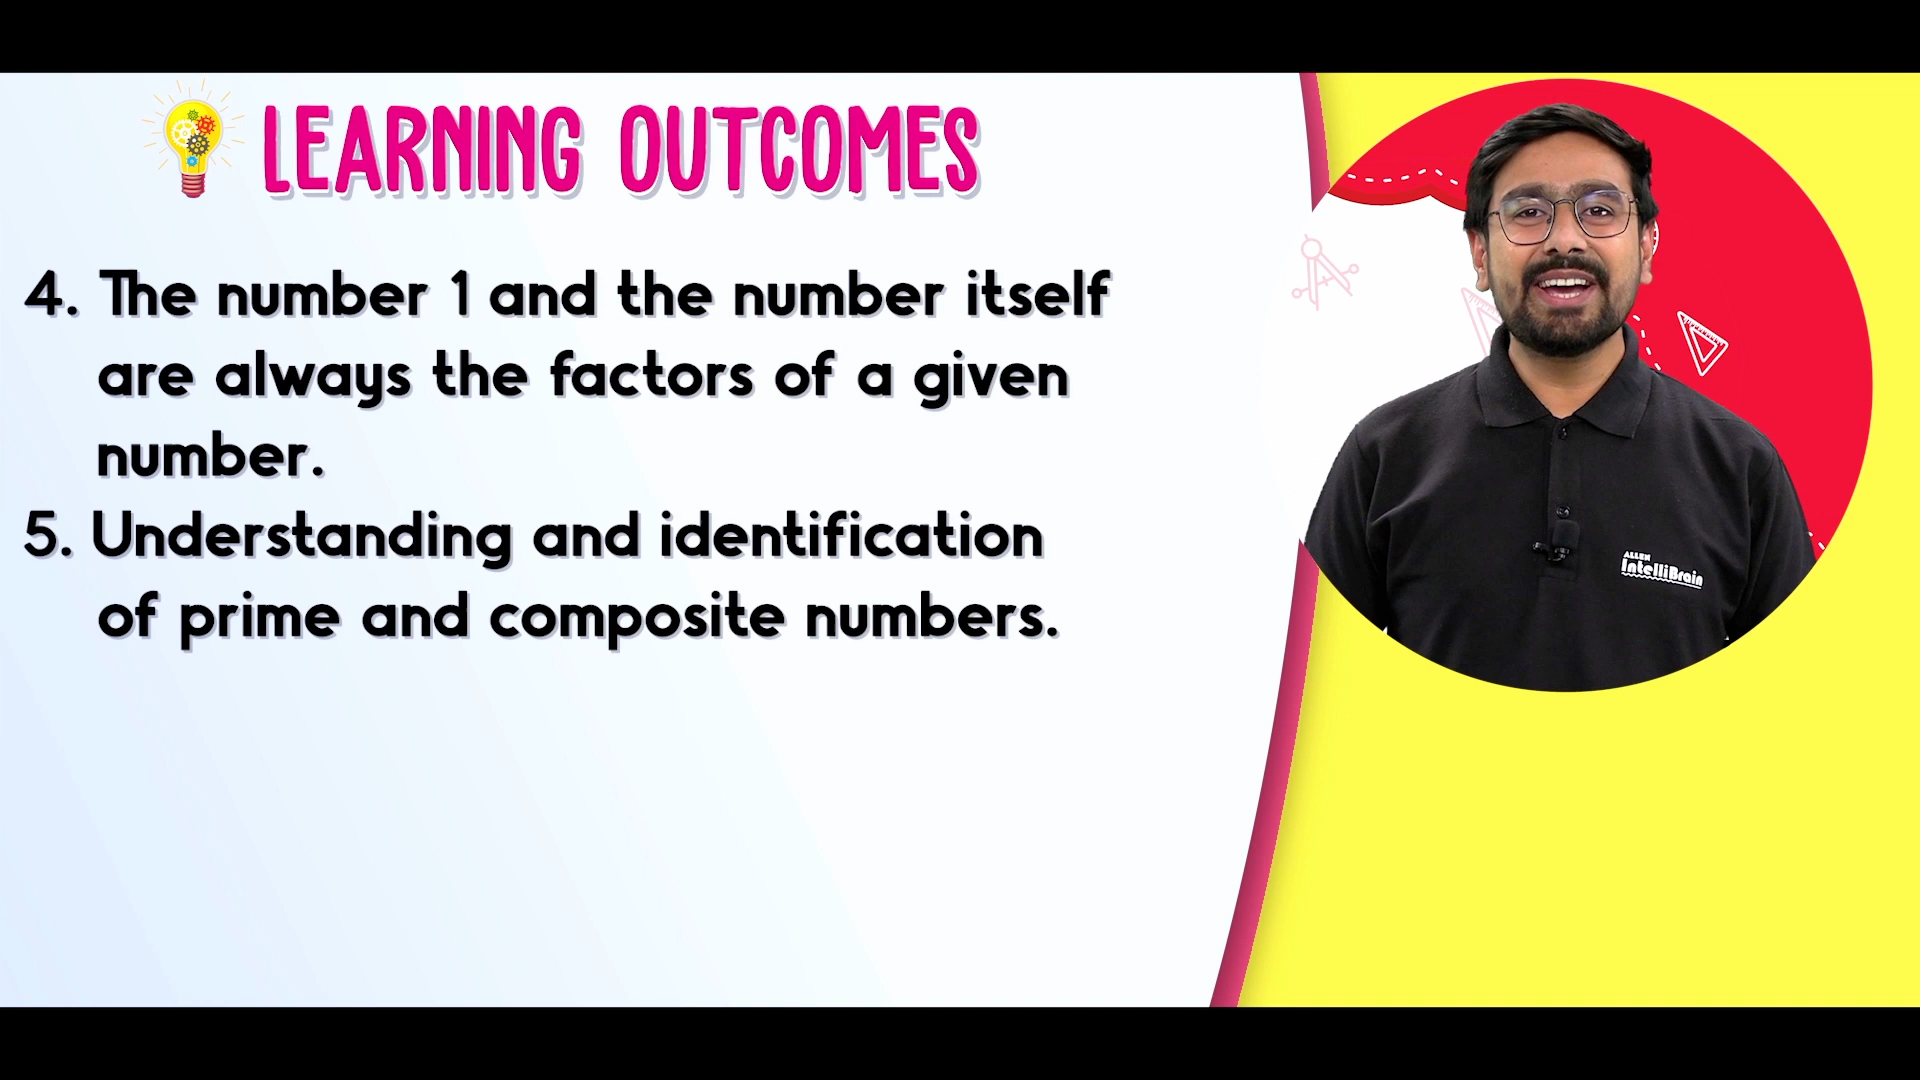 LEARNING OUTCOMES
4. The number 1 and the number itself
are always the factors of a given
number.
5. Understanding and identification
of prime and composite numbers.
ALLEN
IntelliBrain